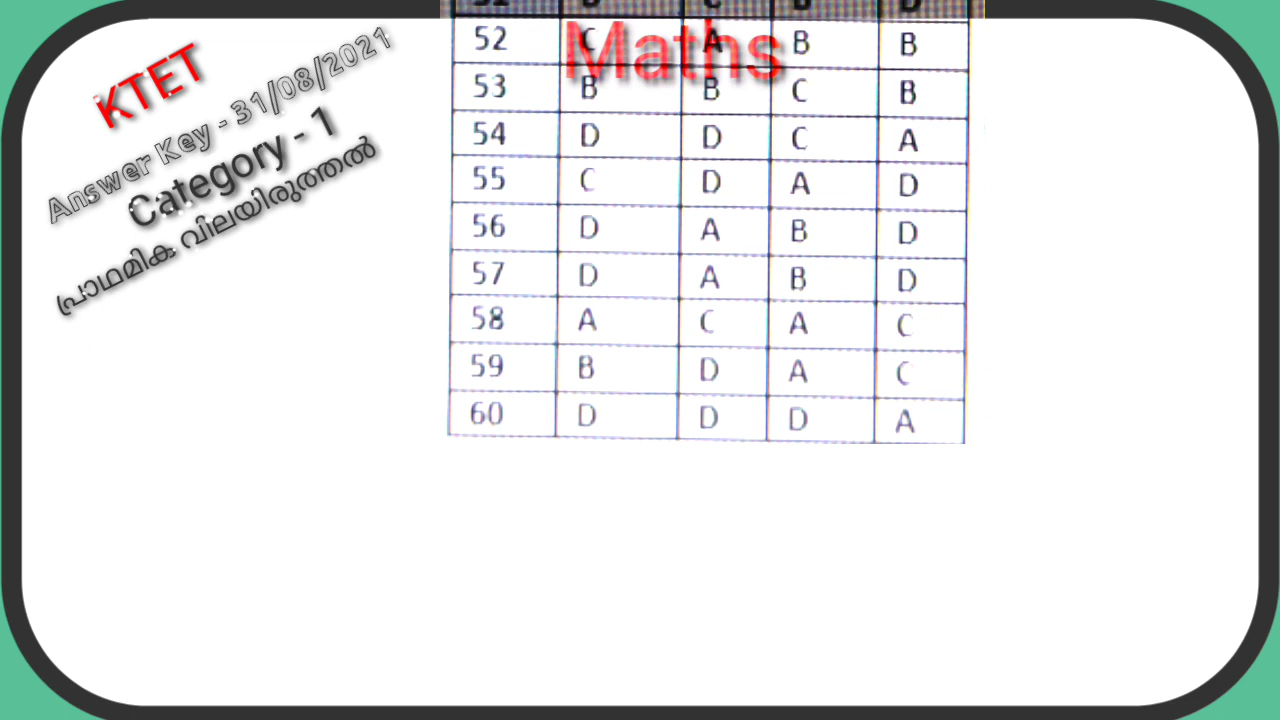 KTET
Answer Key - 31/08/2021
Category - 1
പ്രാഥമിക വിലയിരുത്തൽ
Maths
52 C A B B
53 B B C B
54 D D C A
55 C D A D
56 D A B D
57 D A B D
58 A C A C
59 B D A C
60 D D D A